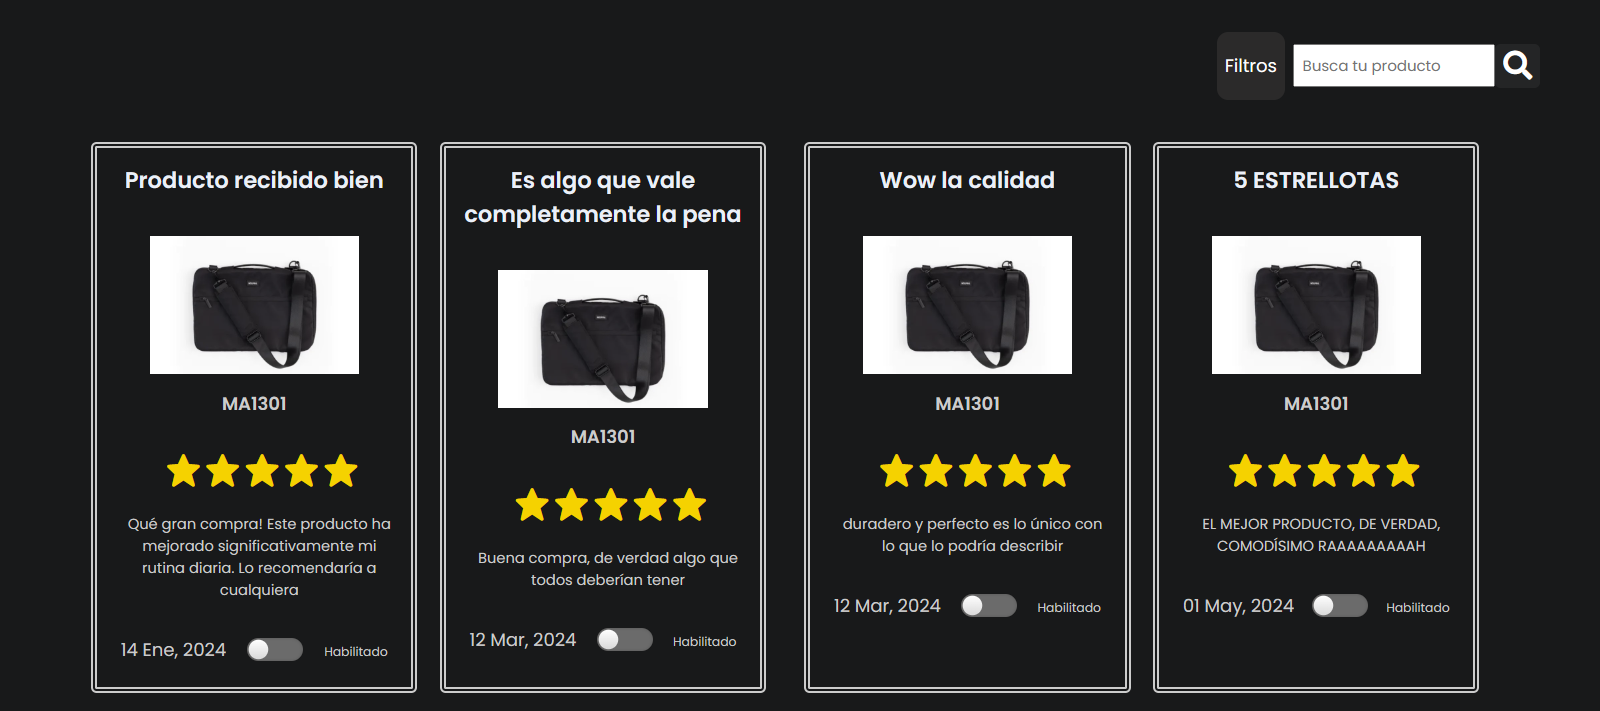 Filtros
Busca tu producto
Producto recibido bien
MA1301
Qué gran compra! Este producto ha
mejorado significativamente mi
rutina diaria. Lo recomendaría a
cualquiera
14 Ene, 2024
Habilitado
Es algo que vale
completamente la pena
MA1301
Buena compra, de verdad algo que
todos deberían tener
12 Mar, 2024
Habilitado
Wow la calidad
MA1301
duradero y perfecto es lo único con
lo que lo podría describir
12 Mar, 2024
Habilitado
5 ESTRELLOTAS
MA1301
EL MEJOR PRODUCTO, DE VERDAD,
COMODÍSIMO RAAAAAAAAAH
01 May, 2024
Habilitado